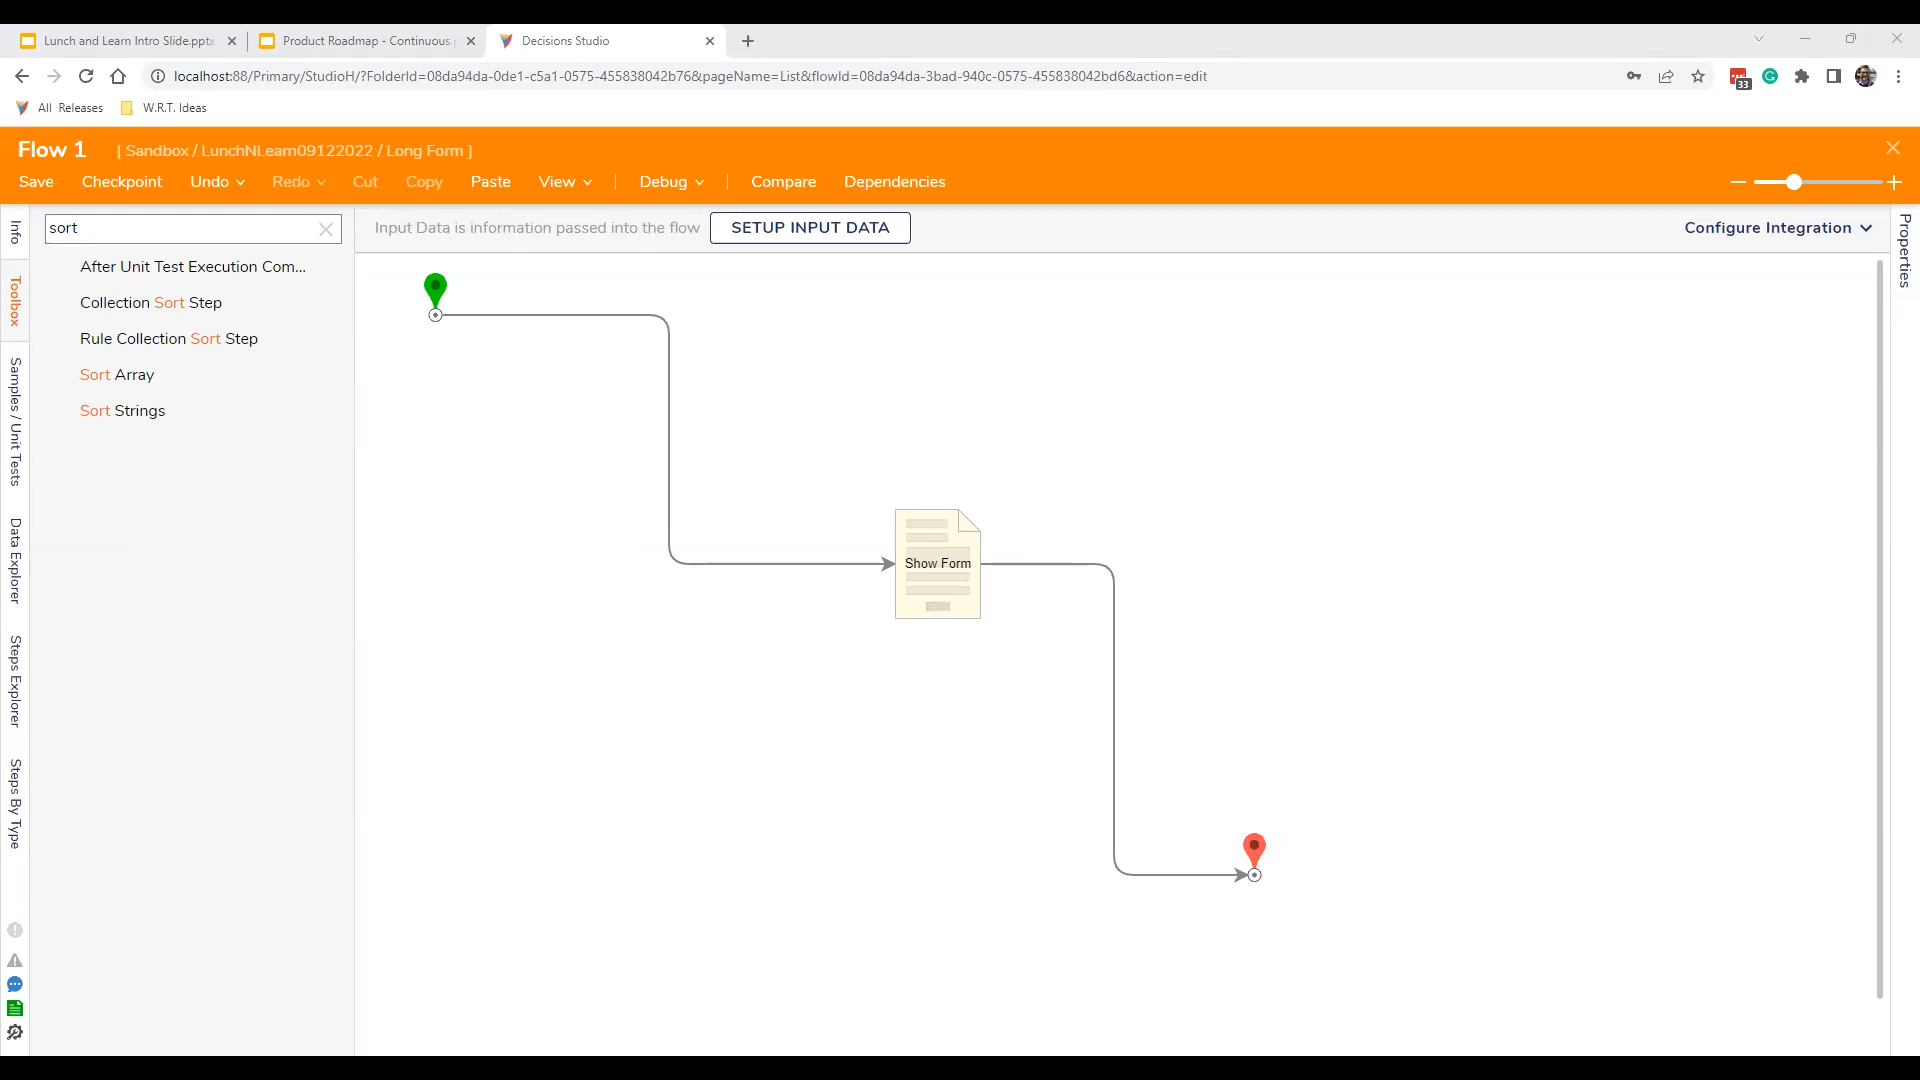 Lunch and Learn Intro Slide.pptx
Product Roadmap - Continuous
Decisions Studio
localhost:88/Primary/StudioH/?FolderId=08da94da-0de1-c5a1-0575-455838042b76&pageName=List&flowId=08da94da-3bad-940c-0575-455838042bd6&action=edit
33
All Releases
W.R.T. Ideas
Flow 1
[ Sandbox / LunchNLearn09122022 / Long Form ]
Save
Checkpoint
Undo
Redo
Cut
Copy
Paste
View
Debug
Compare
Dependencies
Info
Toolbox
Samples / Unit Tests
Data Explorer
Steps Explorer
Steps By Type
sort
After Unit Test Execution Com...
Collection Sort Step
Rule Collection Sort Step
Sort Array
Sort Strings
Input Data is information passed into the flow
SETUP INPUT DATA
Configure Integration
Properties
Show Form